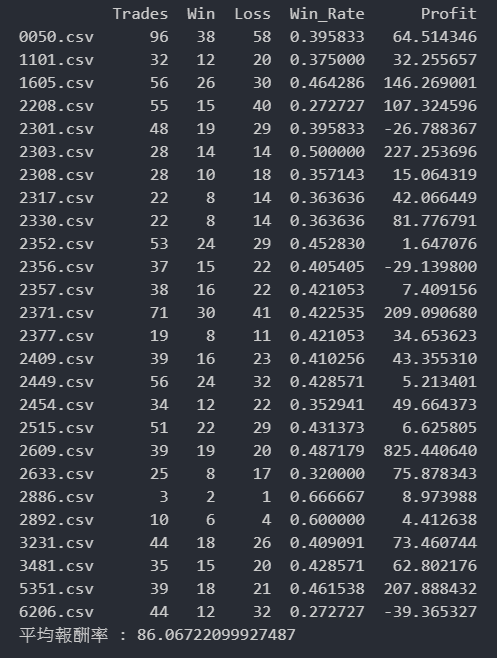 Trades Win Loss Win_Rate Profit
0050.csv 96 38 58 0.395833 64.514346
1101.csv 32 12 20 0.375000 32.255657
1605.csv 56 26 30 0.464286 146.269001
2208.csv 55 15 40 0.272727 107.324596
2301.csv 48 19 29 0.395833 -26.788367
2303.csv 28 14 14 0.500000 227.253696
2308.csv 28 10 18 0.357143 15.064319
2317.csv 22 8 14 0.363636 42.066449
2330.csv 22 8 14 0.363636 81.776791
2352.csv 53 24 29 0.452830 1.647076
2356.csv 37 15 22 0.405405 -29.139800
2357.csv 38 16 22 0.421053 7.409156
2371.csv 71 30 41 0.422535 209.090680
2377.csv 19 8 11 0.421053 34.653623
2409.csv 39 16 23 0.410256 43.355310
2449.csv 56 24 32 0.428571 5.213401
2454.csv 34 12 22 0.352941 49.664373
2515.csv 51 22 29 0.431373 6.625805
2609.csv 39 19 20 0.487179 825.440640
2633.csv 25 8 17 0.320000 75.878343
2886.csv 3 2 1 0.666667 8.973988
2892.csv 10 6 4 0.600000 4.412638
3231.csv 44 18 26 0.409091 73.460744
3481.csv 35 15 20 0.428571 62.802176
5351.csv 39 18 21 0.461538 207.888432
6206.csv 44 12 32 0.272727 -39.365327
平均報酬率 : 86.06722099927487